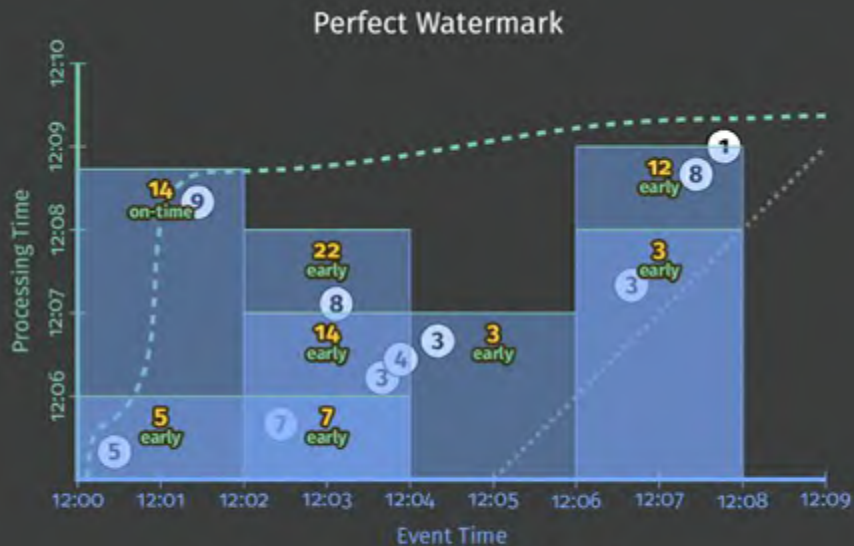 Perfect Watermark
12:10
12:09
12:08
12:07
12:06
Processing Time
14
on-time
9
22
early
8
14
early
3
4
3
3
early
12
early
8
1
3
early
3
5
early
5
7
7
early
12:00 12:01 12:02 12:03 12:04 12:05 12:06 12:07 12:08 12:09
Event Time